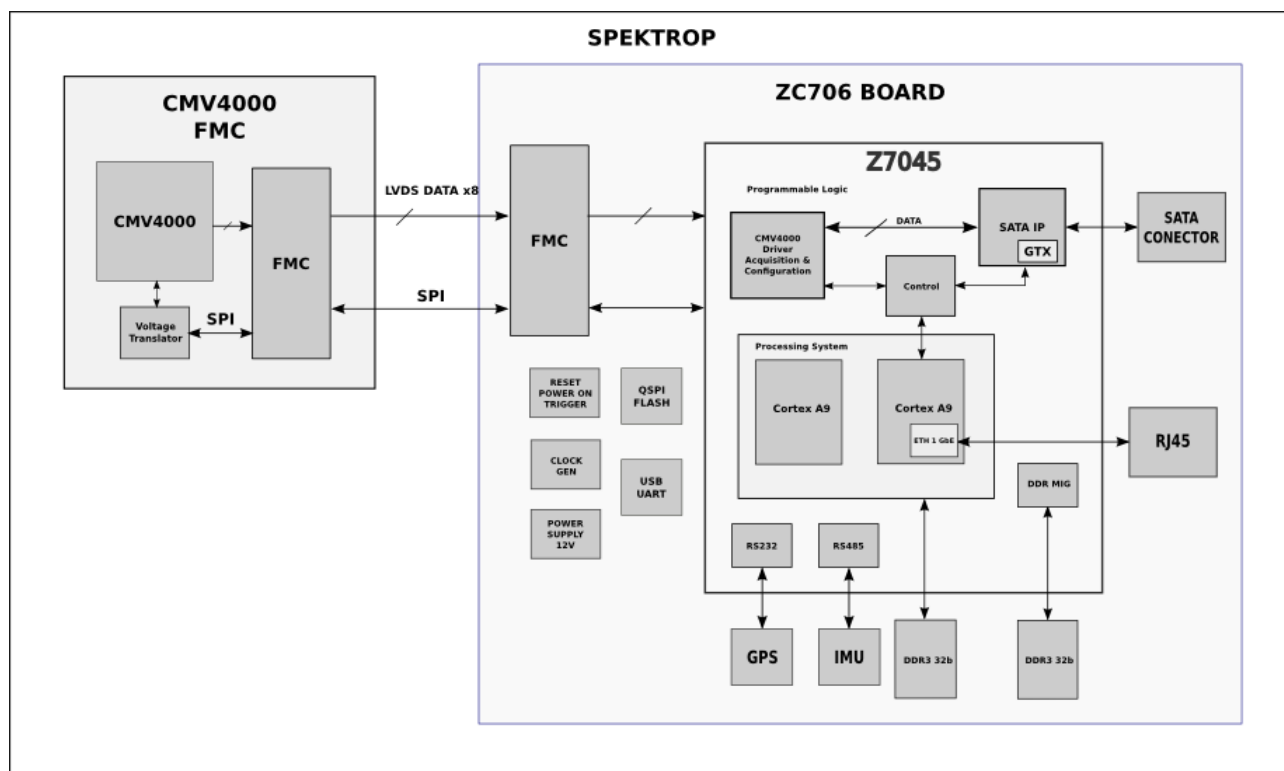 SPEKTROP
CMV4000
FMC
CMV4000
FMC
Voltage
Translator
SPI
LVDS DATA x8
SPI
ZC706 BOARD
FMC
RESET
POWER ON
TRIGGER
QSPI
FLASH
CLOCK
GEN
USB
UART
POWER
SUPPLY
12V
Z7045
Programmable Logic
CMV4000
Driver
Acquisition &
Configuration
DATA
SATA IP
GTX
Control
SATA
CONECTOR
Processing System
Cortex A9
Cortex A9
ETH 1 GbE
RJ45
DDR MIG
RS232
RS485
GPS
IMU
DDR3 32b
DDR3 32b